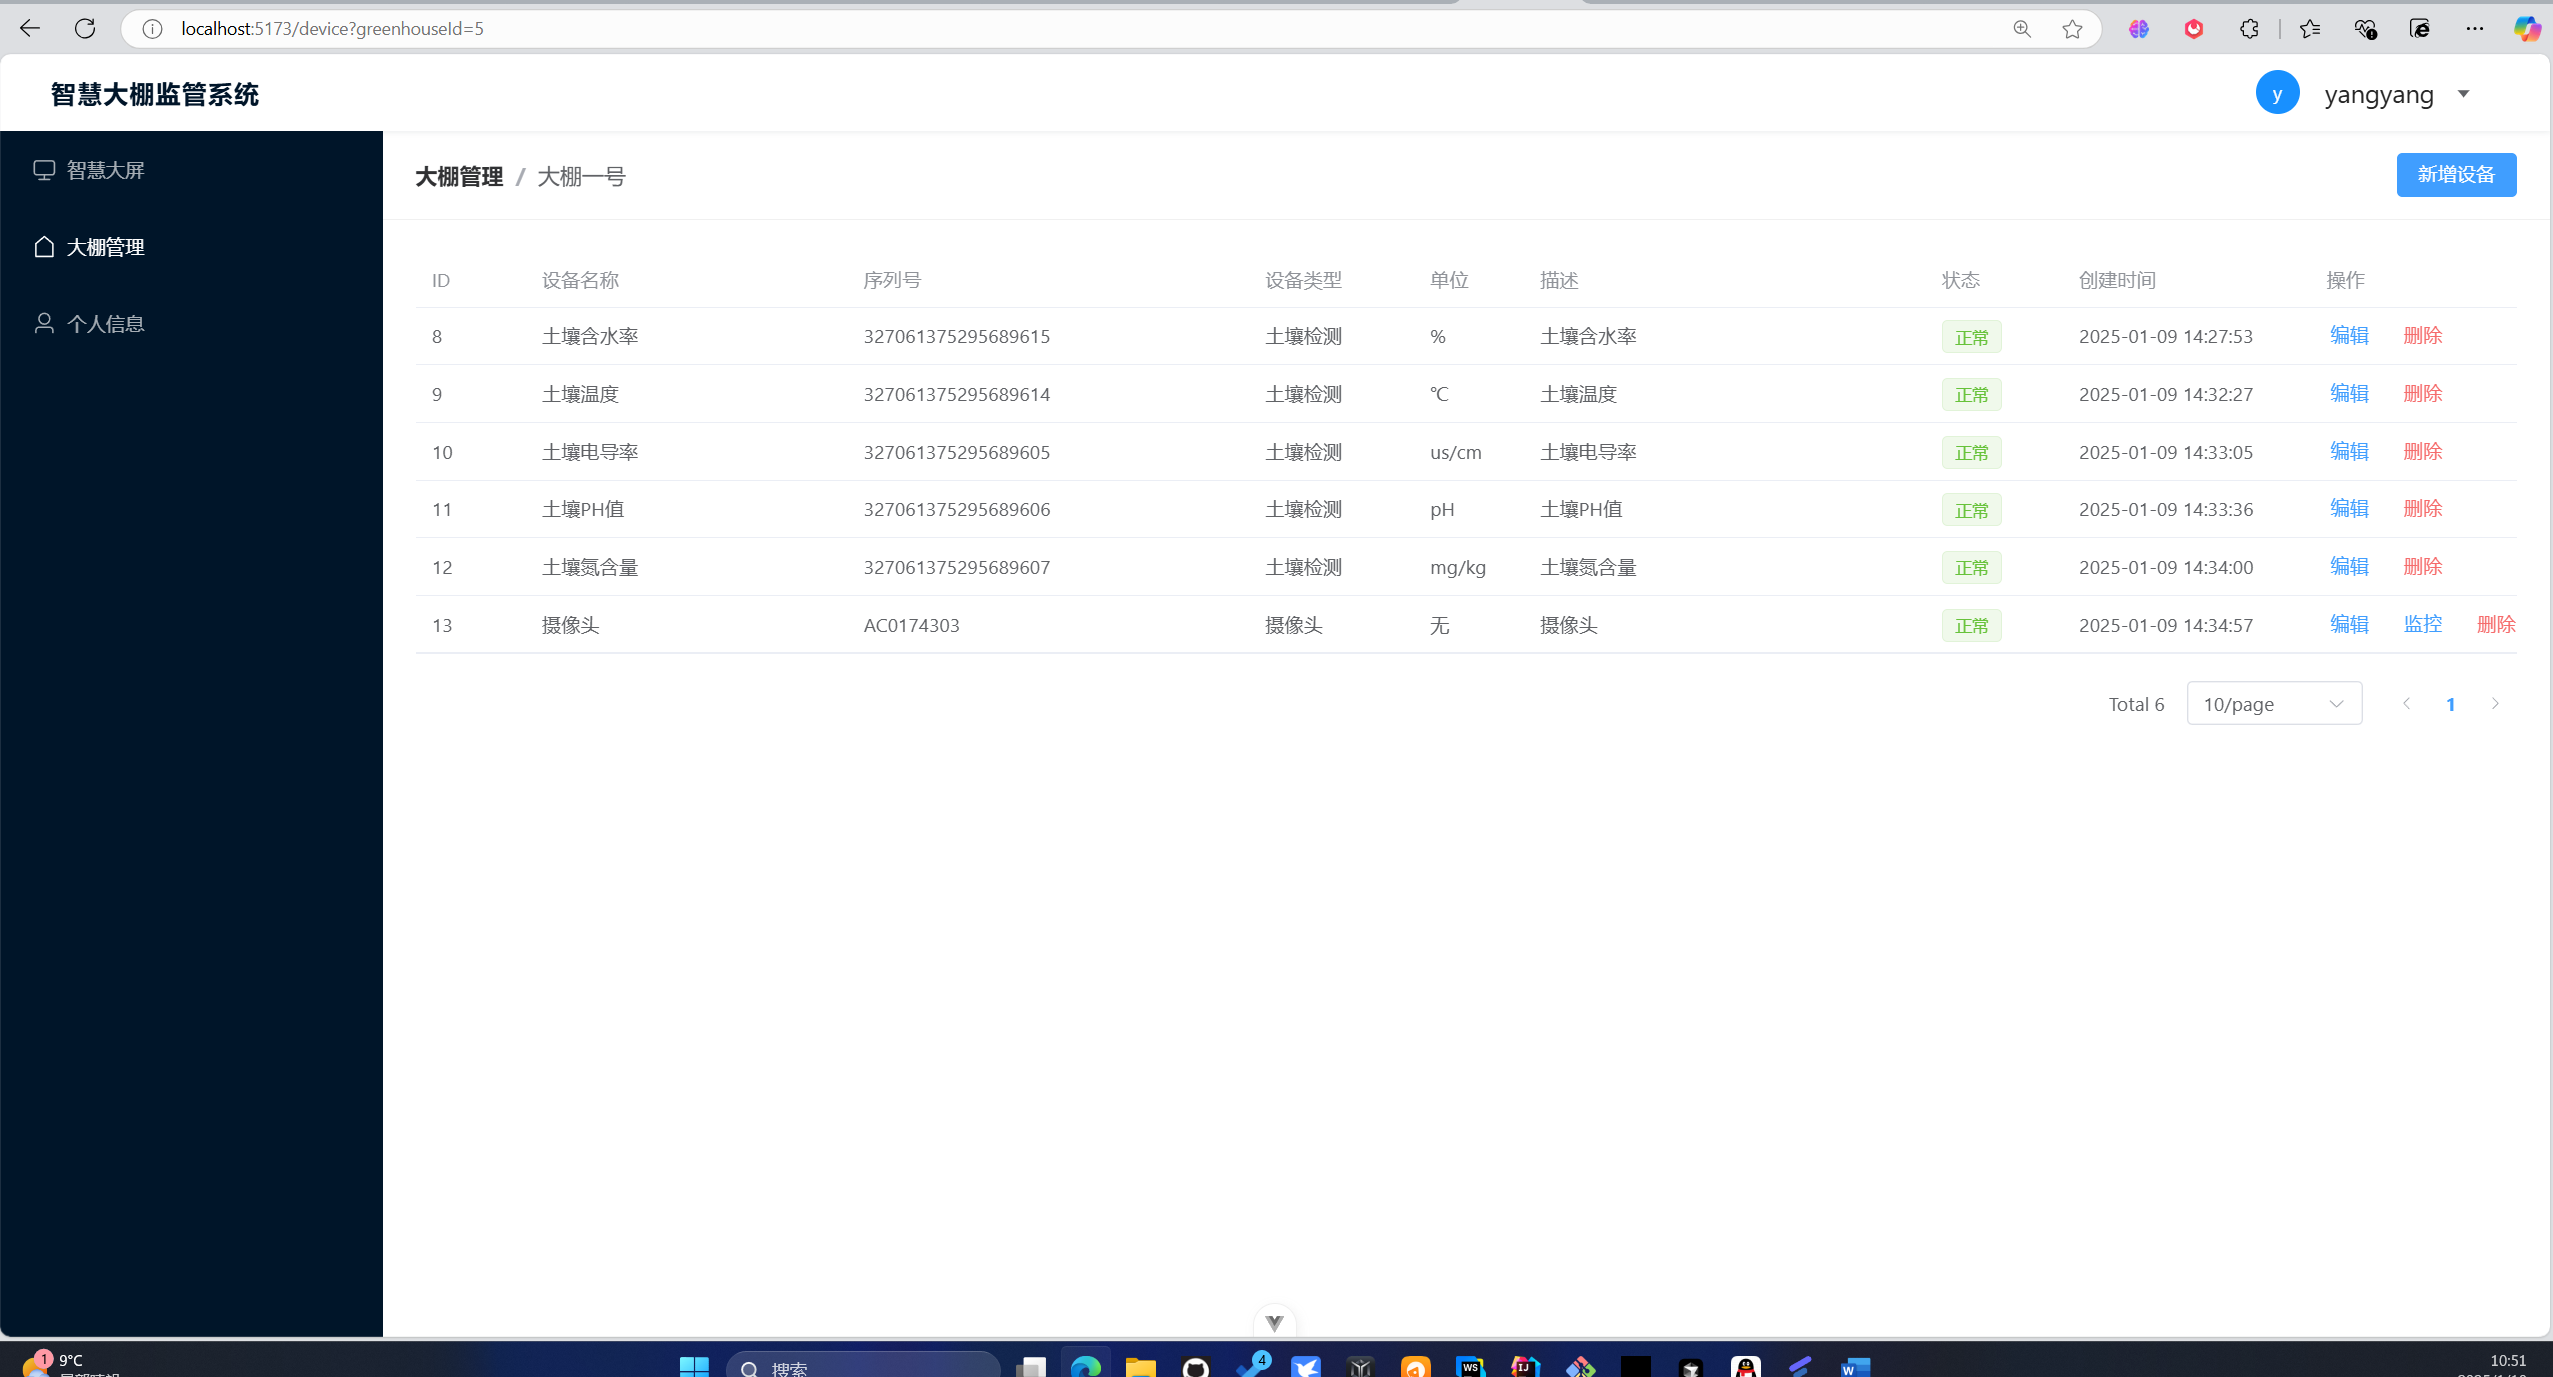 localhost:5173/device?greenhouseId=5
智慧大棚监管系统
y yangyang
智慧大屏
大棚管理
个人信息
大棚管理 / 大棚一号
新增设备
ID 设备名称 序列号 设备类型 单位 描述 状态 创建时间 操作
8 土壤含水率 327061375295689615 土壤检测 % 土壤含水率 正常 2025-01-09 14:27:53 编辑 删除
9 土壤温度 327061375295689614 土壤检测 ℃ 土壤温度 正常 2025-01-09 14:32:27 编辑 删除
10 土壤电导率 327061375295689605 土壤检测 us/cm 土壤电导率 正常 2025-01-09 14:33:05 编辑 删除
11 土壤PH值 327061375295689606 土壤检测 pH 土壤PH值 正常 2025-01-09 14:33:36 编辑 删除
12 土壤氮含量 327061375295689607 土壤检测 mg/kg 土壤氮含量 正常 2025-01-09 14:34:00 编辑 删除
13 摄像头 AC0174303 摄像头 无 摄像头 正常 2025-01-09 14:34:57 编辑 监控 删除
Total 6 10/page 1
1 9°C
搜索
4
WS
IJ
W
10:51